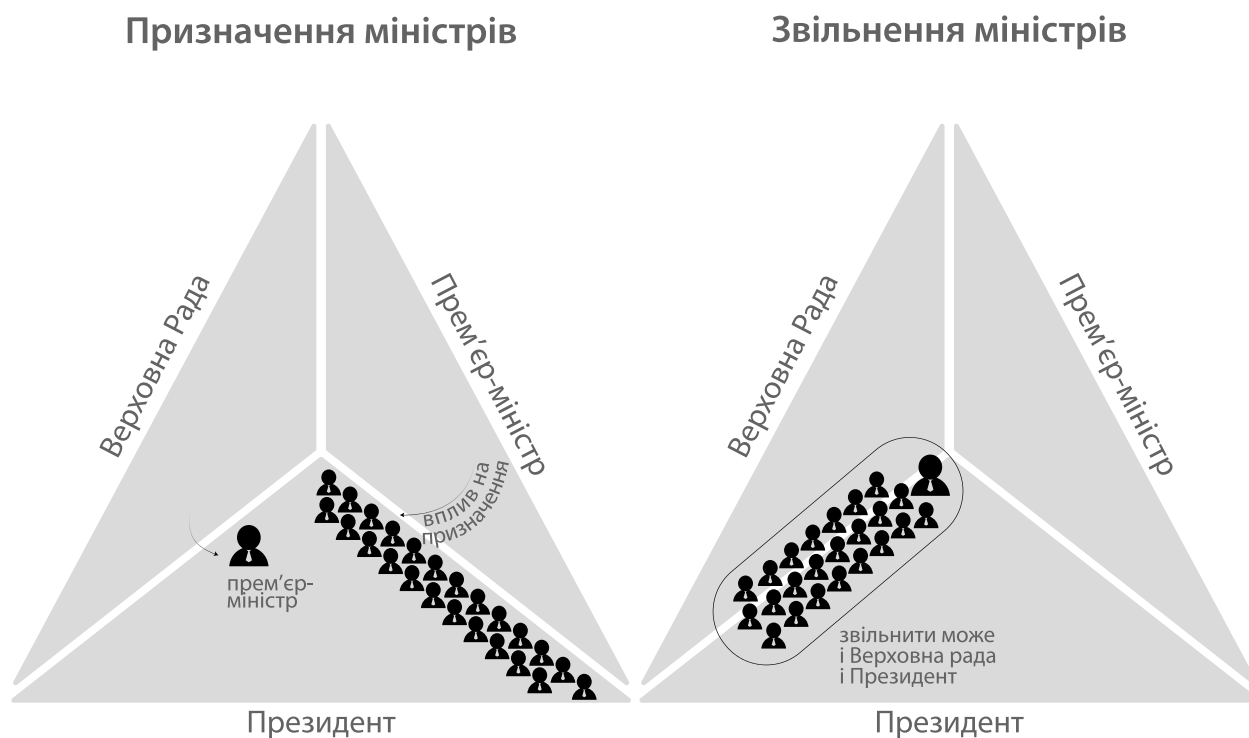 Призначення міністрів
Верховна Рада
Прем’єр-міністр
вплив на
призначення
прем’єр-
міністр
Президент
Звільнення міністрів
Верховна Рада
Прем’єр-міністр
звільнити може
і Верховна рада
і Президент
Президент